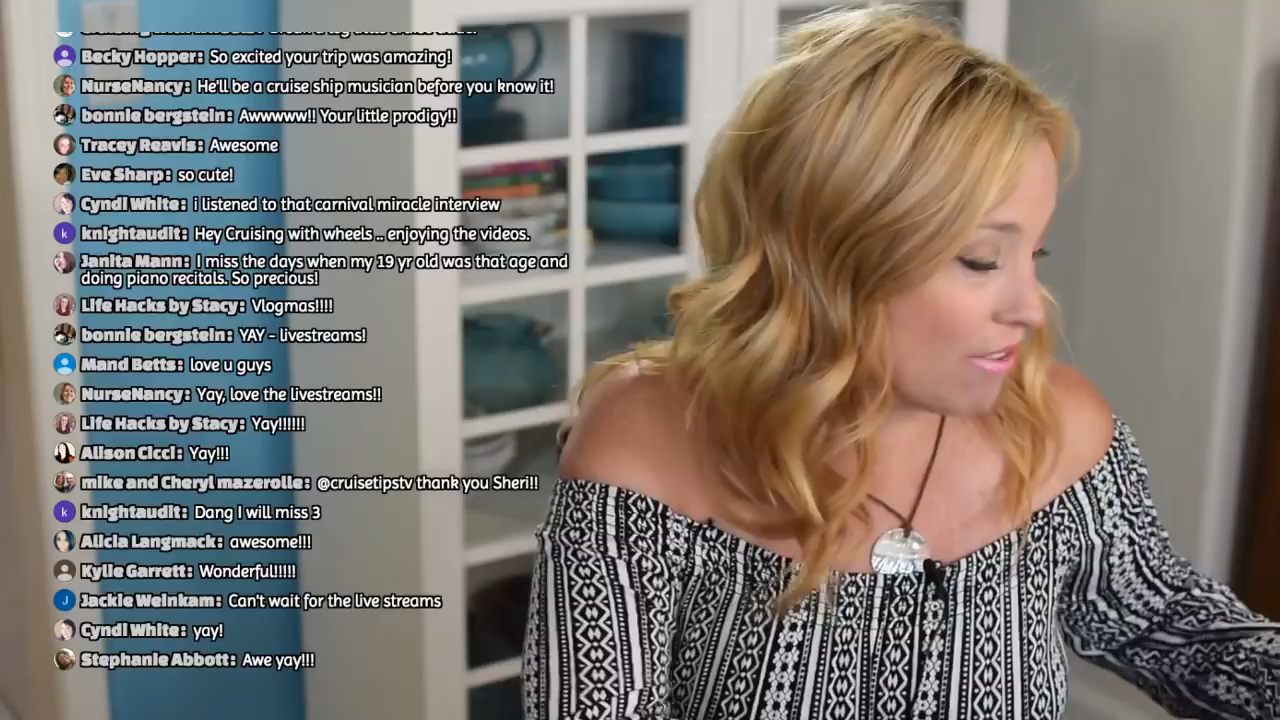 Becky Hopper: So excited your trip was amazing!
NurseNancy: He'll be a cruise ship musician before you know it!
bonnie bergstein: Awwwww!! Your little prodigy!!
Tracey Reavis: Awesome
Eve Sharp: so cute!
Cyndi White: i listened to that carnival miracle interview
k knightaudit: Hey Cruising with wheels .. enjoying the videos.
Janita Mann: I miss the days when my 19 yr old was that age and
doing piano recitals. So precious!
Life Hacks by Stacy: Vlogmas!!!!
bonnie bergstein: YAY - livestreams!
Mand Betts: love u guys
NurseNancy: Yay, love the livestreams!!
Life Hacks by Stacy: Yay!!!!!!
Alison Cicci: Yay!!!
mike and Cheryl mazerolle: @cruisetipstv thank you Sheri!!
k knightaudit: Dang I will miss 3
Alicia Langmack: awesome!!!
Kylie Garrett: Wonderful!!!!!
J Jackie Weinkam: Can't wait for the live streams
Cyndi White: yay!
Stephanie Abbott: Awe yay!!!